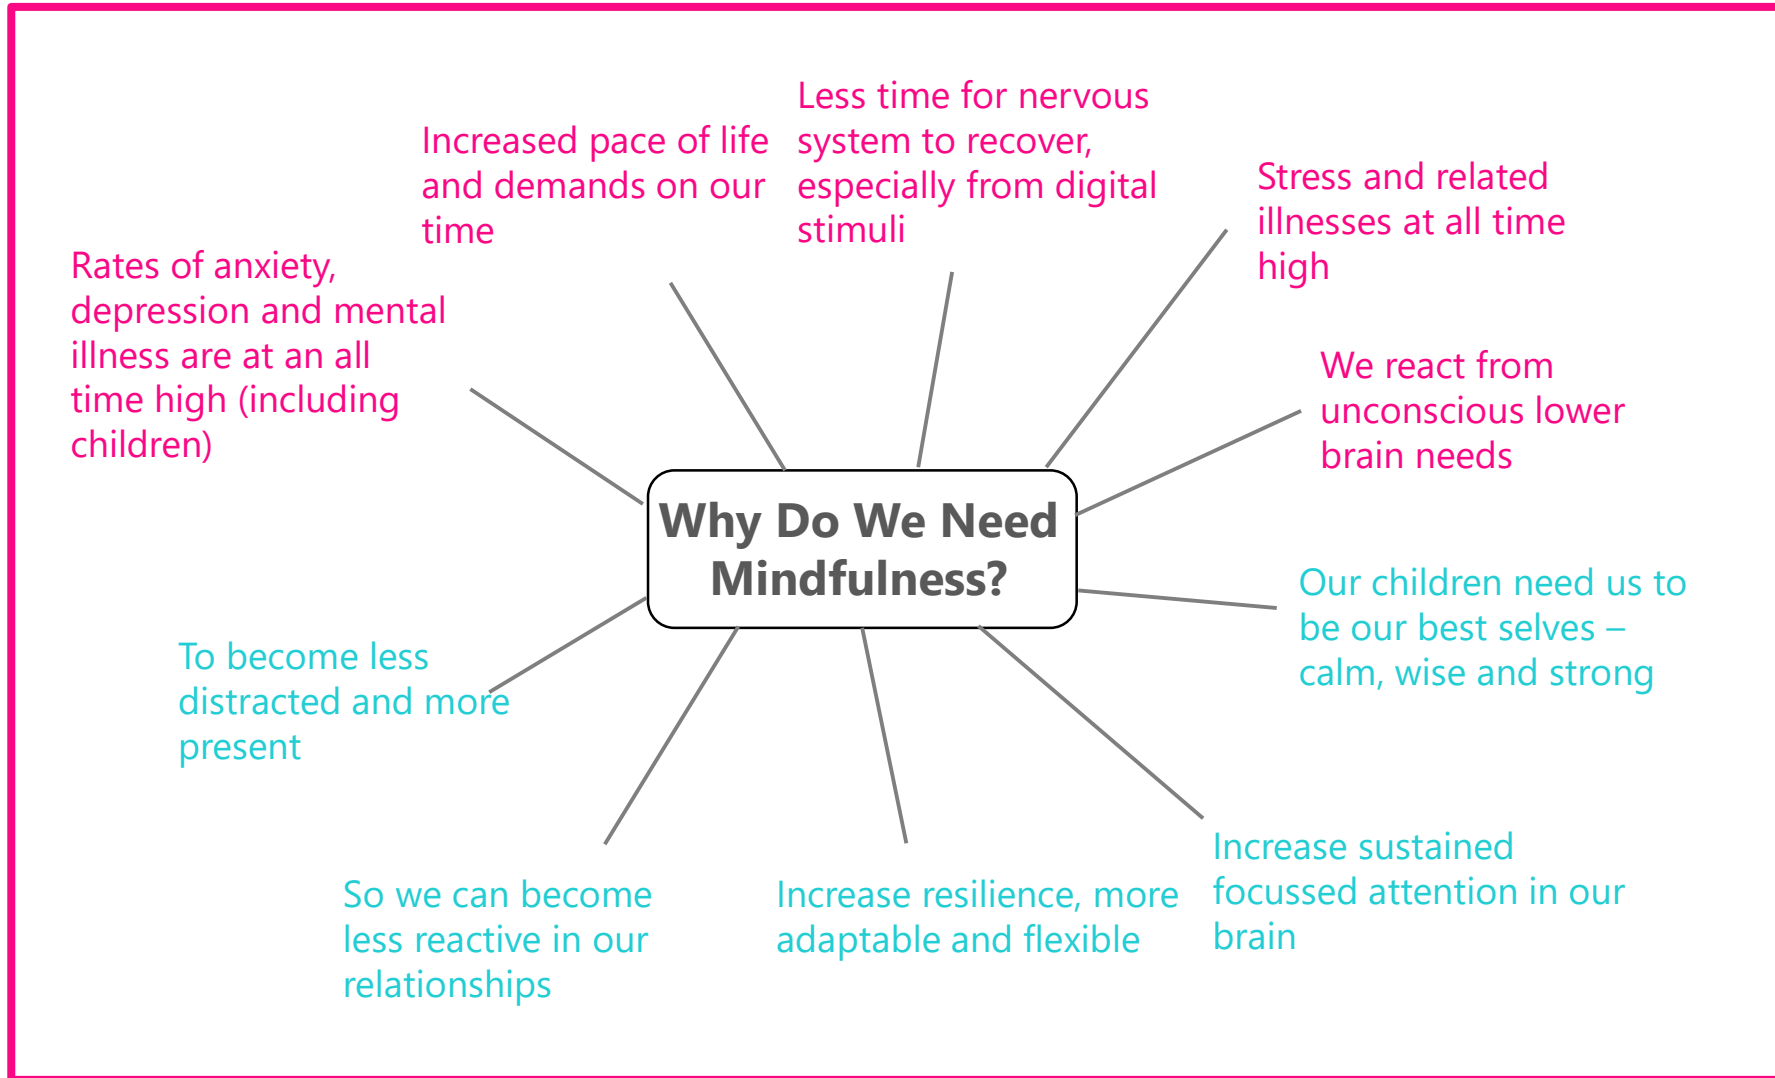 Less time for nervous
system to recover,
especially from digital
stimuli
Increased pace of life
and demands on our
time
Stress and related
illnesses at all time
high
Rates of anxiety,
depression and mental
illness are at an all
time high (including
children)
We react from
unconscious lower
brain needs
Why Do We Need
Mindfulness?
Our children need us to
be our best selves –
calm, wise and strong
To become less
distracted and more
present
Increase sustained
focussed attention in our
brain
So we can become
less reactive in our
relationships
Increase resilience, more
adaptable and flexible